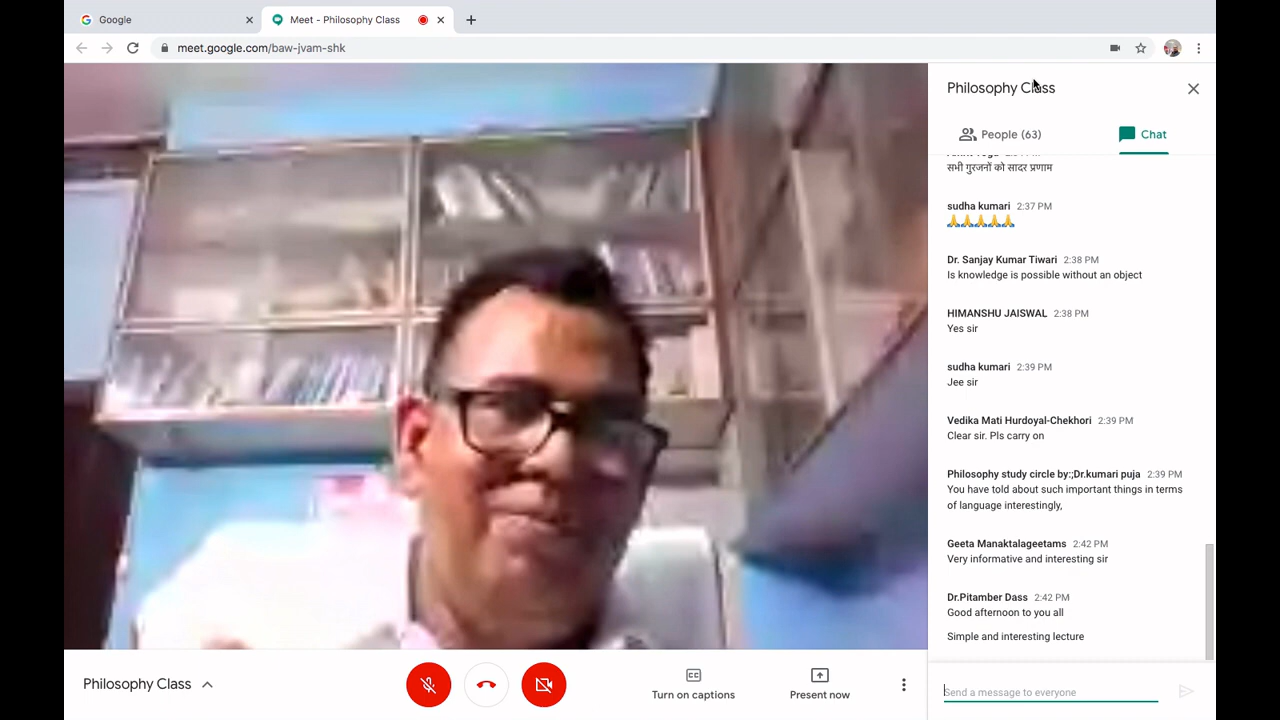 Google
Meet - Philosophy Class
meet.google.com/baw-jvam-shk
Philosophy Class
People (63)
Chat
सभी गुरजनों को सादर प्रणाम
sudha kumari 2:37 PM
🙏🙏🙏🙏🙏
Dr. Sanjay Kumar Tiwari 2:38 PM
Is knowledge is possible without an object
HIMANSHU JAISWAL 2:38 PM
Yes sir
sudha kumari 2:39 PM
Jee sir
Vedika Mati Hurdoyal-Chekhori 2:39 PM
Clear sir. Pls carry on
Philosophy study circle by:;Dr.kumari puja 2:39 PM
You have told about such important things in terms
of language interestingly,
Geeta Manaktalageetams 2:42 PM
Very informative and interesting sir
Dr.Pitamber Dass 2:42 PM
Good afternoon to you all
Simple and interesting lecture
Send a message to everyone
Philosophy Class
CC
Turn on captions
Present now